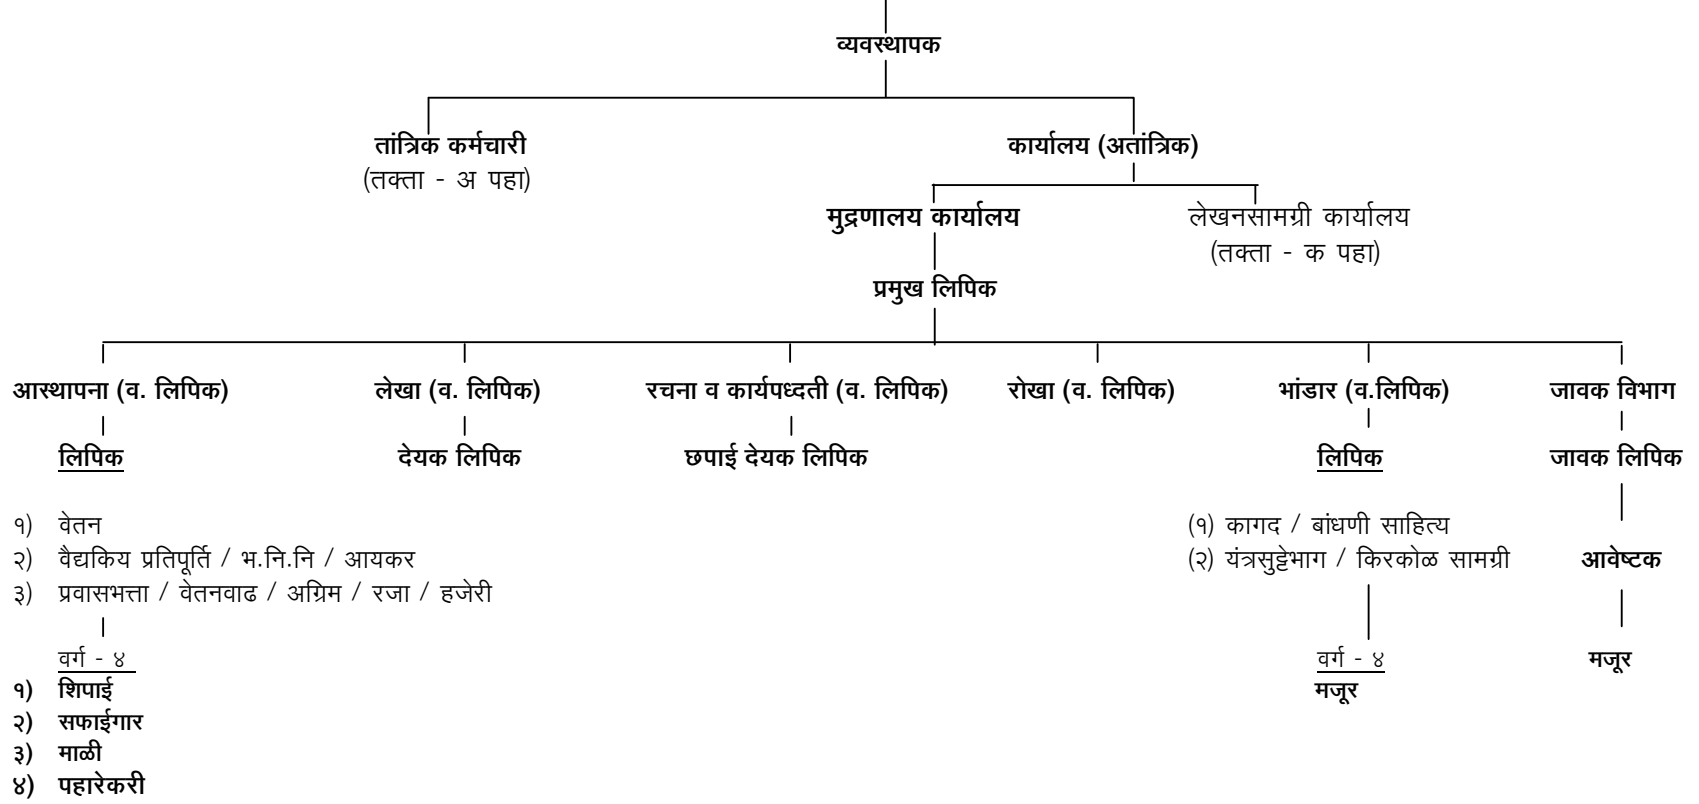 व्यवस्थापक
तांत्रिक कर्मचारी
(तक्ता - अ पहा)
कार्यालय (अतांत्रिक)
मुद्रणालय कार्यालय
लेखनसामग्री कार्यालय
(तक्ता - क पहा)
प्रमुख लिपिक
आस्थापना (व. लिपिक)
लेखा (व. लिपिक)
रचना व कार्यपध्दती (व. लिपिक)
रोखा (व. लिपिक)
भांडार (व.लिपिक)
जावक विभाग
लिपिक
देयक लिपिक
छपाई देयक लिपिक
लिपिक
जावक लिपिक
१) वेतन
२) वैद्यकिय प्रतिपूर्ति / भ.नि.नि / आयकर
३) प्रवासभत्ता / वेतनवाढ / अग्रिम / रजा / हजेरी
(१) कागद / बांधणी साहित्य
(२) यंत्रसुट्टेभाग / किरकोळ सामग्री
आवेष्टक
वर्ग - ४
१) शिपाई
२) सफाईगार
३) माळी
४) पहारेकरी
वर्ग - ४
मजूर
मजूर